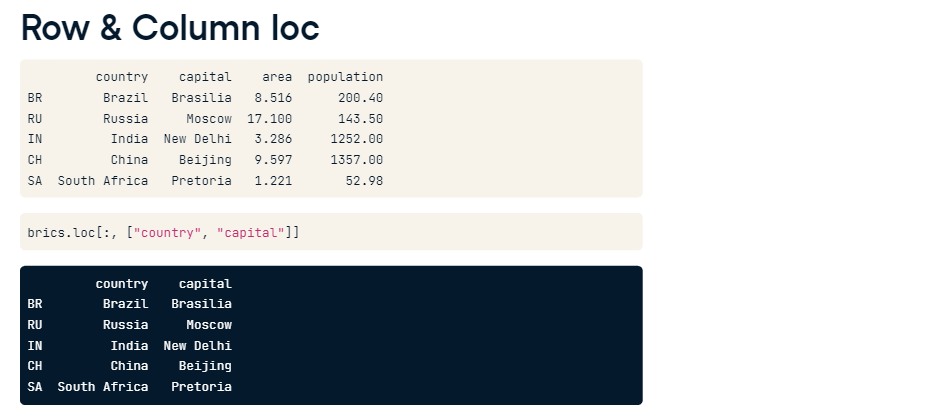 Row & Column loc
country capital area population
BR Brazil Brasilia 8.516 200.40
RU Russia Moscow 17.100 143.50
IN India New Delhi 3.286 1252.00
CH China Beijing 9.597 1357.00
SA South Africa Pretoria 1.221 52.98
brics.loc[:, ["country", "capital"]]
country capital
BR Brazil Brasilia
RU Russia Moscow
IN India New Delhi
CH China Beijing
SA South Africa Pretoria